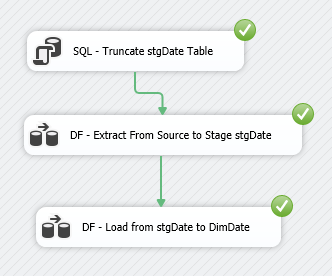 SQL - Truncate stgDate Table
DF - Extract From Source to Stage stgDate
DF - Load from stgDate to DimDate